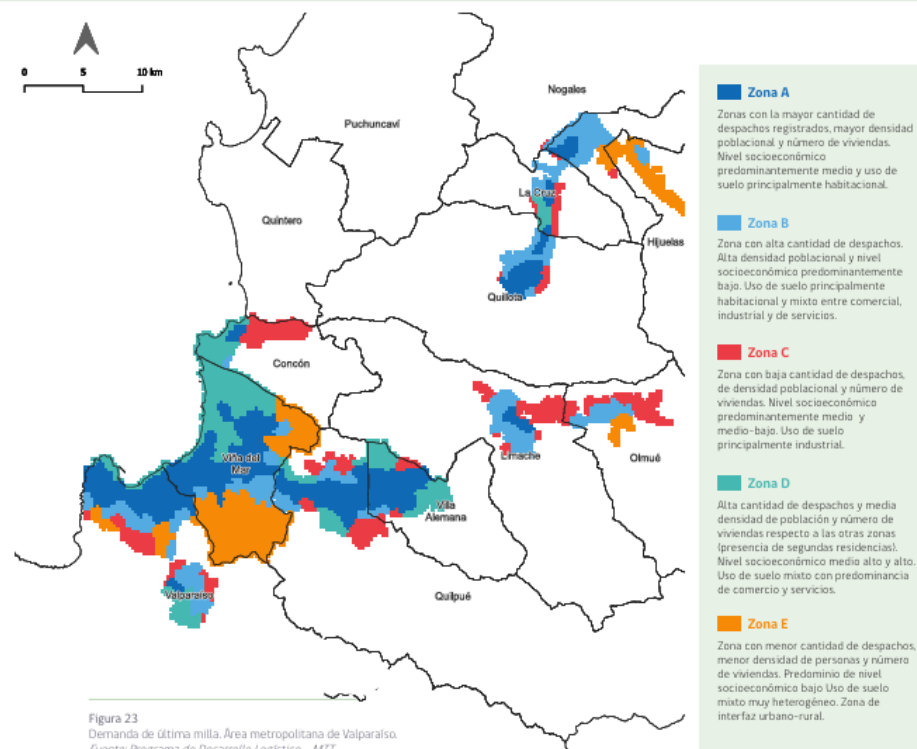 0 5 10 km
Nogales
Puchuncaví
La Cruz
Quintero
Hijuelas
Quillota
Concón
Viña del
Mar
Limache
Olmué
Villa
Alemana
Valparaíso
Quilpué
Figura 23
Demanda de última milla. Área metropolitana de Valparaíso.
Fuente: Programa de Desarrollo Logístico - MTT
Zona A
Zonas con la mayor cantidad de
despachos registrados, mayor densidad
poblacional y número de viviendas.
Nivel socioeconómico
predominantemente medio y uso de
suelo principalmente habitacional.
Zona B
Zona con alta cantidad de despachos.
Alta densidad poblacional y nivel
socioeconómico predominantemente
bajo. Uso de suelo principalmente
habitacional y mixto entre comercial,
industrial y de servicios.
Zona C
Zona con baja cantidad de despachos,
de densidad poblacional y número de
viviendas. Nivel socioeconómico
predominantemente medio y
medio-bajo. Uso de suelo
principalmente industrial.
Zona D
Alta cantidad de despachos y media
densidad de población y número de
viviendas respecto a las otras zonas
(presencia de segundas residencias).
Nivel socioeconómico medio alto y alto.
Uso de suelo mixto con predominancia
de comercio y servicios.
Zona E
Zona con menor cantidad de despachos,
menor densidad de personas y número
de viviendas. Predominio de nivel
socioeconómico bajo Uso de suelo
mixto muy heterogéneo. Zona de
interfaz urbano-rural.